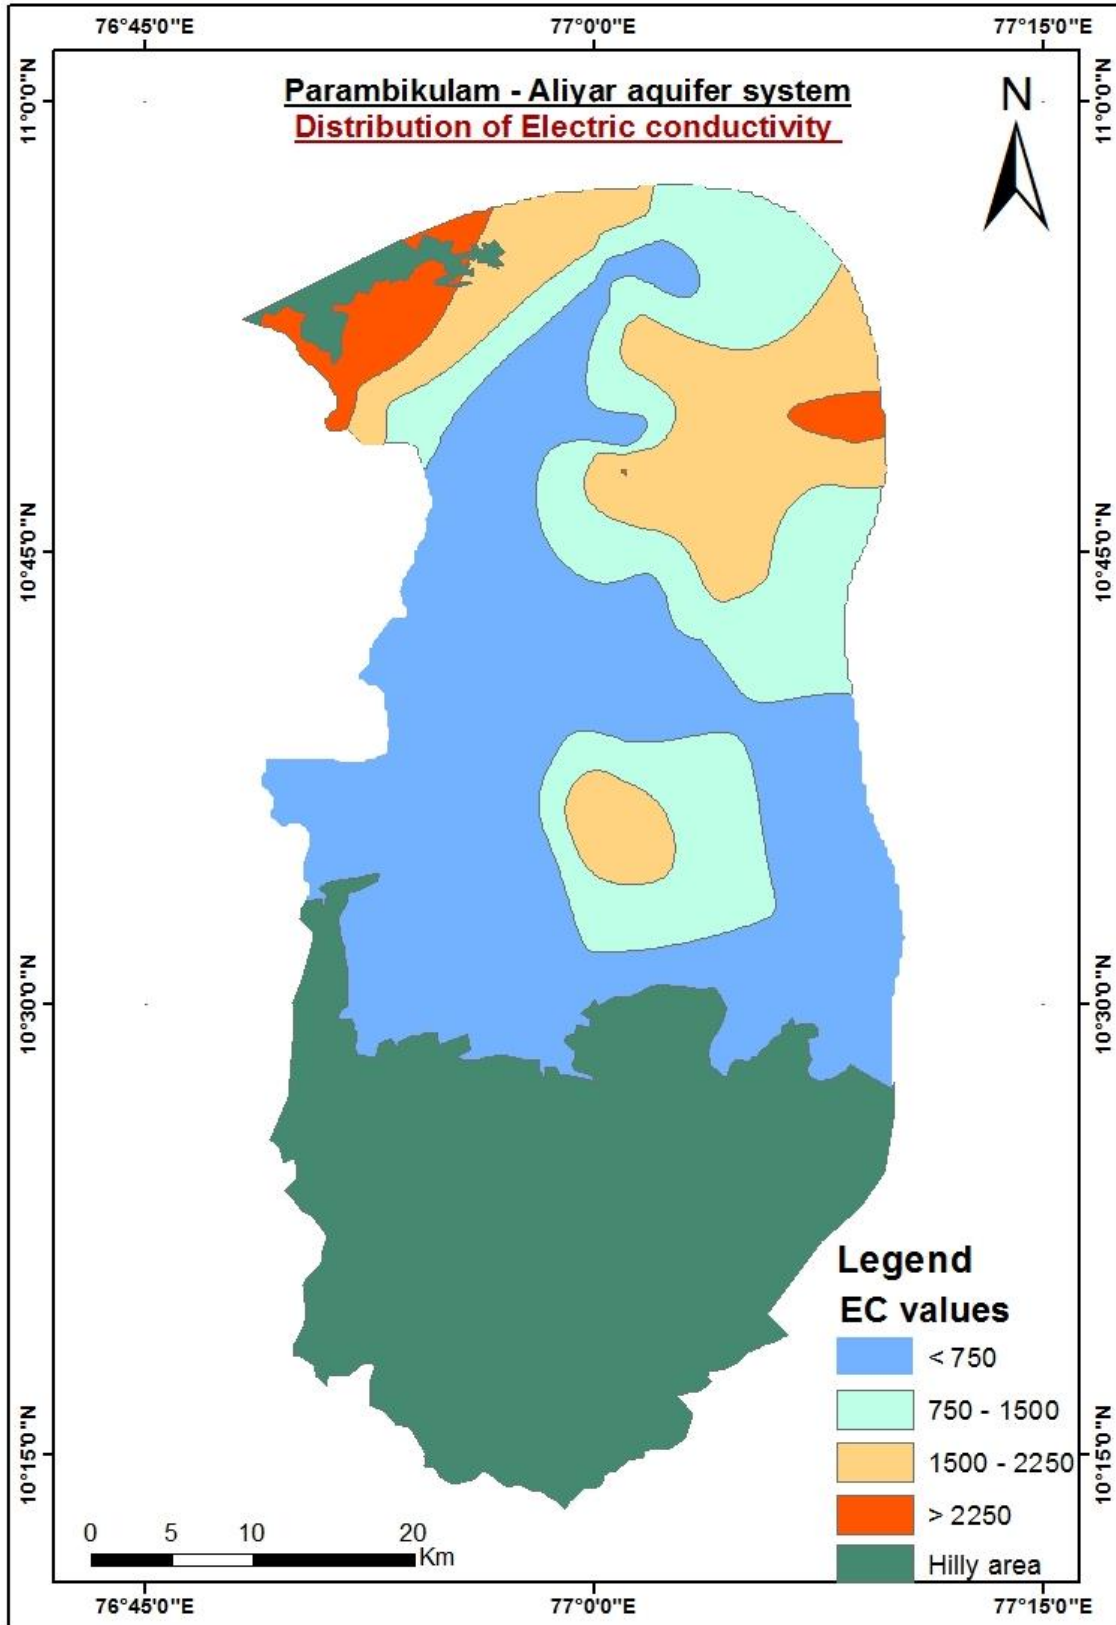 76°45'0"E
77°0'0"E
77°15'0"E
11°0'0"N
11°0'0"N
Parambikulam - Aliyar aquifer system
Distribution of Electric conductivity
N
10°45'0"N
10°45'0"N
10°30'0"N
10°30'0"N
Legend
EC values
< 750
750 - 1500
1500 - 2250
> 2250
Hilly area
10°15'0"N
10°15'0"N
0 5 10 20
Km
76°45'0"E
77°0'0"E
77°15'0"E